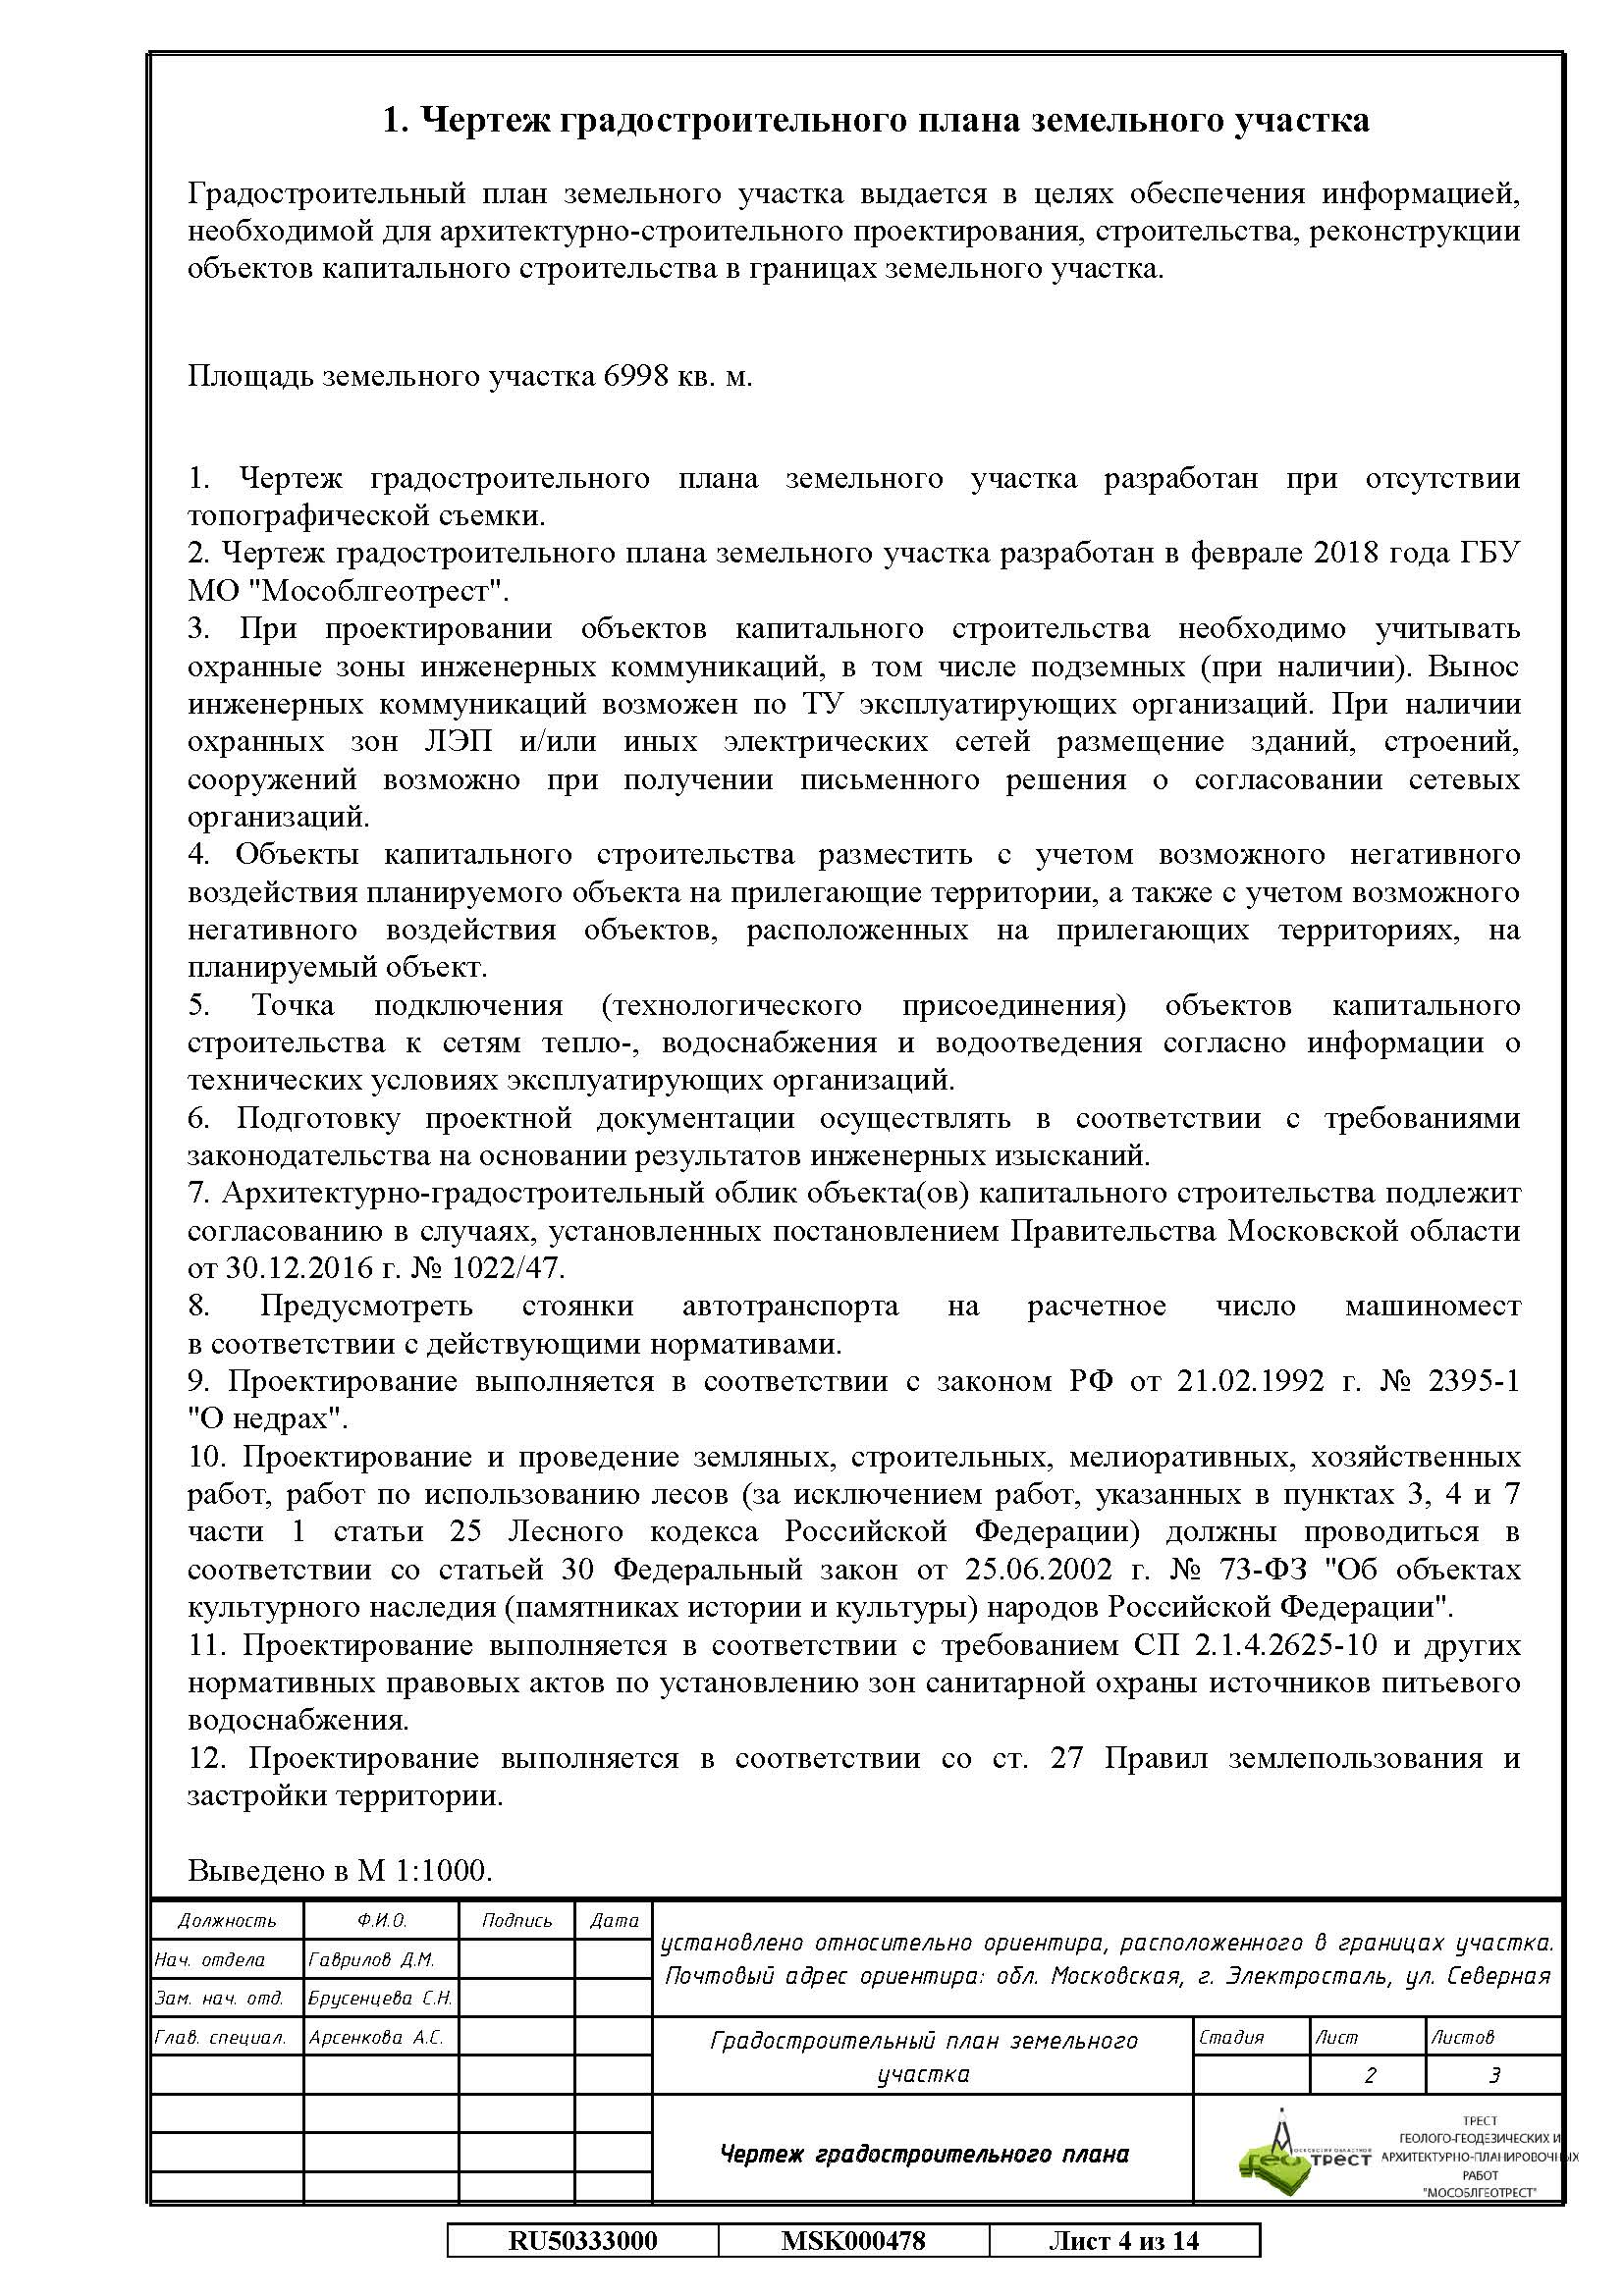 1. Чертеж градостроительного плана земельного участка
Градостроительный план земельного участка выдается в целях обеспечения информацией,
необходимой для архитектурно-строительного проектирования, строительства, реконструкции
объектов капитального строительства в границах земельного участка.
Площадь земельного участка 6998 кв. м.
1. Чертеж градостроительного плана земельного участка разработан при отсутствии
топографической съемки.
2. Чертеж градостроительного плана земельного участка разработан в феврале 2018 года ГБУ
МО "Мособлгеотрест".
3. При проектировании объектов капитального строительства необходимо учитывать
охранные зоны инженерных коммуникаций, в том числе подземных (при наличии). Вынос
инженерных коммуникаций возможен по ТУ эксплуатирующих организаций. При наличии
охранных зон ЛЭП и/или иных электрических сетей размещение зданий, строений,
сооружений возможно при получении письменного решения о согласовании сетевых
организаций.
4. Объекты капитального строительства разместить с учетом возможного негативного
воздействия планируемого объекта на прилегающие территории, а также с учетом возможного
негативного воздействия объектов, расположенных на прилегающих территориях, на
планируемый объект.
5. Точка подключения (технологического присоединения) объектов капитального
строительства к сетям тепло-, водоснабжения и водоотведения согласно информации о
технических условиях эксплуатирующих организаций.
6. Подготовку проектной документации осуществлять в соответствии с требованиями
законодательства на основании результатов инженерных изысканий.
7. Архитектурно-градостроительный облик объекта(ов) капитального строительства подлежит
согласованию в случаях, установленных постановлением Правительства Московской области
от 30.12.2016 г. № 1022/47.
8. Предусмотреть стоянки автотранспорта на расчетное число машиномест
в соответствии с действующими нормативами.
9. Проектирование выполняется в соответствии с законом РФ от 21.02.1992 г. № 2395-1
"О недрах".
10. Проектирование и проведение земляных, строительных, мелиоративных, хозяйственных
работ, работ по использованию лесов (за исключением работ, указанных в пунктах 3, 4 и 7
части 1 статьи 25 Лесного кодекса Российской Федерации) должны проводиться в
соответствии со статьей 30 Федеральный закон от 25.06.2002 г. № 73-ФЗ "Об объектах
культурного наследия (памятниках истории и культуры) народов Российской Федерации".
11. Проектирование выполняется в соответствии с требованием СП 2.1.4.2625-10 и других
нормативных правовых актов по установлению зон санитарной охраны источников питьевого
водоснабжения.
12. Проектирование выполняется в соответствии со ст. 27 Правил землепользования и
застройки территории.
Выведено в М 1:1000.
Должность Ф.И.О. Подпись Дата
Нач. отдела Гаврилов Д.М.
Зам. нач. отд. Брусенцева С.Н.
Глав. специал. Арсенкова А.С.
установлено относительно ориентира, расположенного в границах участка.
Почтовый адрес ориентира: обл. Московская, г. Электросталь, ул. Северная
Градостроительный план земельного
участка
Стадия Лист Листов
2 3
Чертеж градостроительного плана
МОСКОВСКИЙ ОБЛАСТНОЙ
ГЕОТРЕСТ
ТРЕСТ
ГЕОЛОГО-ГЕОДЕЗИЧЕСКИХ И
АРХИТЕКТУРНО-ПЛАНИРОВОЧНЫХ
РАБОТ
"МОСОБЛГЕОТРЕСТ"
RU50333000 MSK000478 Лист 4 из 14